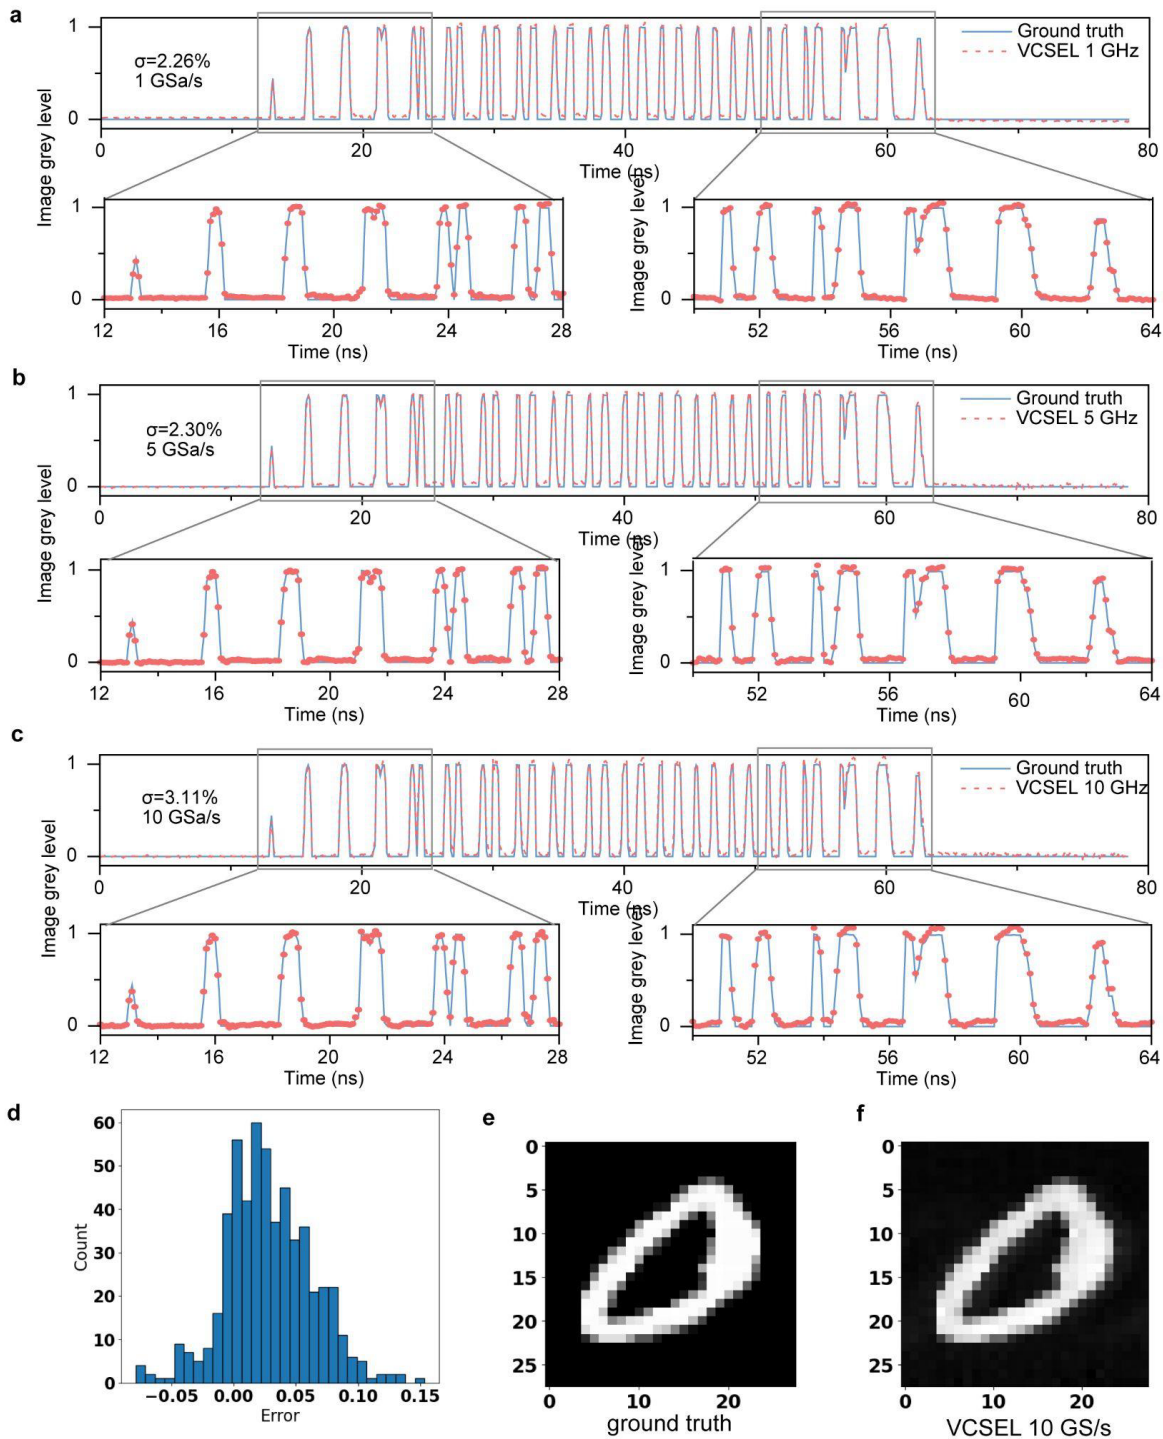 a
Image grey level
1
0
σ=2.26%
1 GSa/s
Ground truth
VCSEL 1 GHz
0
20
40
60
80
Time (ns)
1
0
12
16
20
24
28
Time (ns)
Image grey level
1
0
52
56
60
64
Time (ns)
b
Image grey level
1
0
σ=2.30%
5 GSa/s
Ground truth
VCSEL 5 GHz
0
20
40
60
80
Time (ns)
1
0
12
16
20
24
28
Time (ns)
Image grey level
1
0
52
56
60
64
Time (ns)
c
Image grey level
1
0
σ=3.11%
10 GSa/s
Ground truth
VCSEL 10 GHz
0
20
40
60
80
Time (ns)
1
0
12
16
20
24
28
Time (ns)
Image grey level
1
0
52
56
60
64
Time (ns)
d
Count
60
50
40
30
20
10
0
−0.05
0.00
0.05
0.10
0.15
Error
e
0
5
10
15
20
25
0
10
20
ground truth
f
0
5
10
15
20
25
0
10
20
VCSEL 10 GS/s